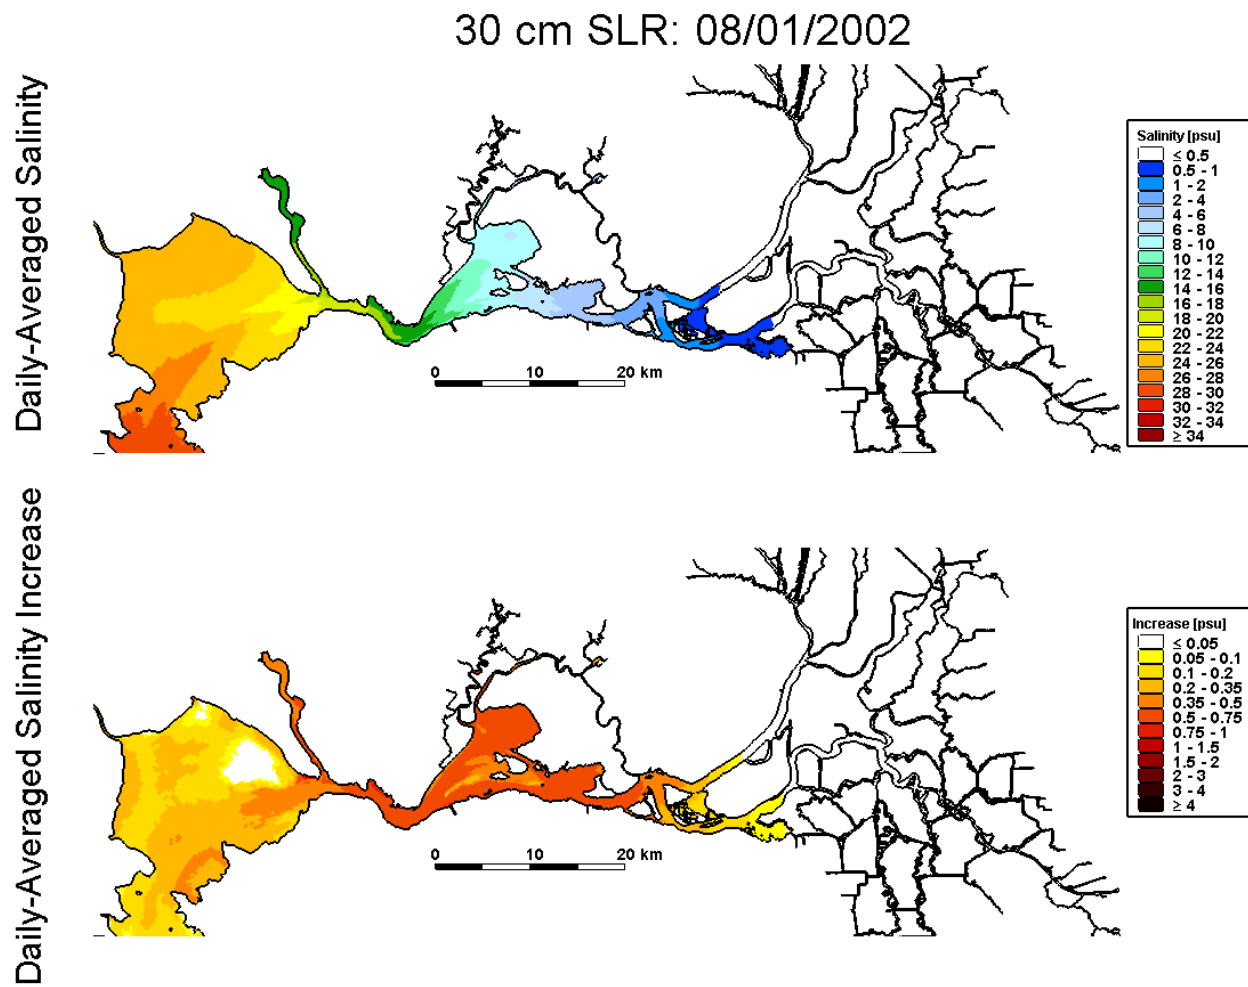 30 cm SLR: 08/01/2002
Daily-Averaged Salinity
Salinity [psu]
≤ 0.5
0.5 - 1
1 - 2
2 - 4
4 - 6
6 - 8
8 - 10
10 - 12
12 - 14
14 - 16
16 - 18
18 - 20
20 - 22
22 - 24
24 - 26
26 - 28
28 - 30
30 - 32
32 - 34
≥ 34
0 10 20 km
Daily-Averaged Salinity Increase
Increase [psu]
≤ 0.05
0.05 - 0.1
0.1 - 0.2
0.2 - 0.35
0.35 - 0.5
0.5 - 0.75
0.75 - 1
1 - 1.5
1.5 - 2
2 - 3
3 - 4
≥ 4
0 10 20 km